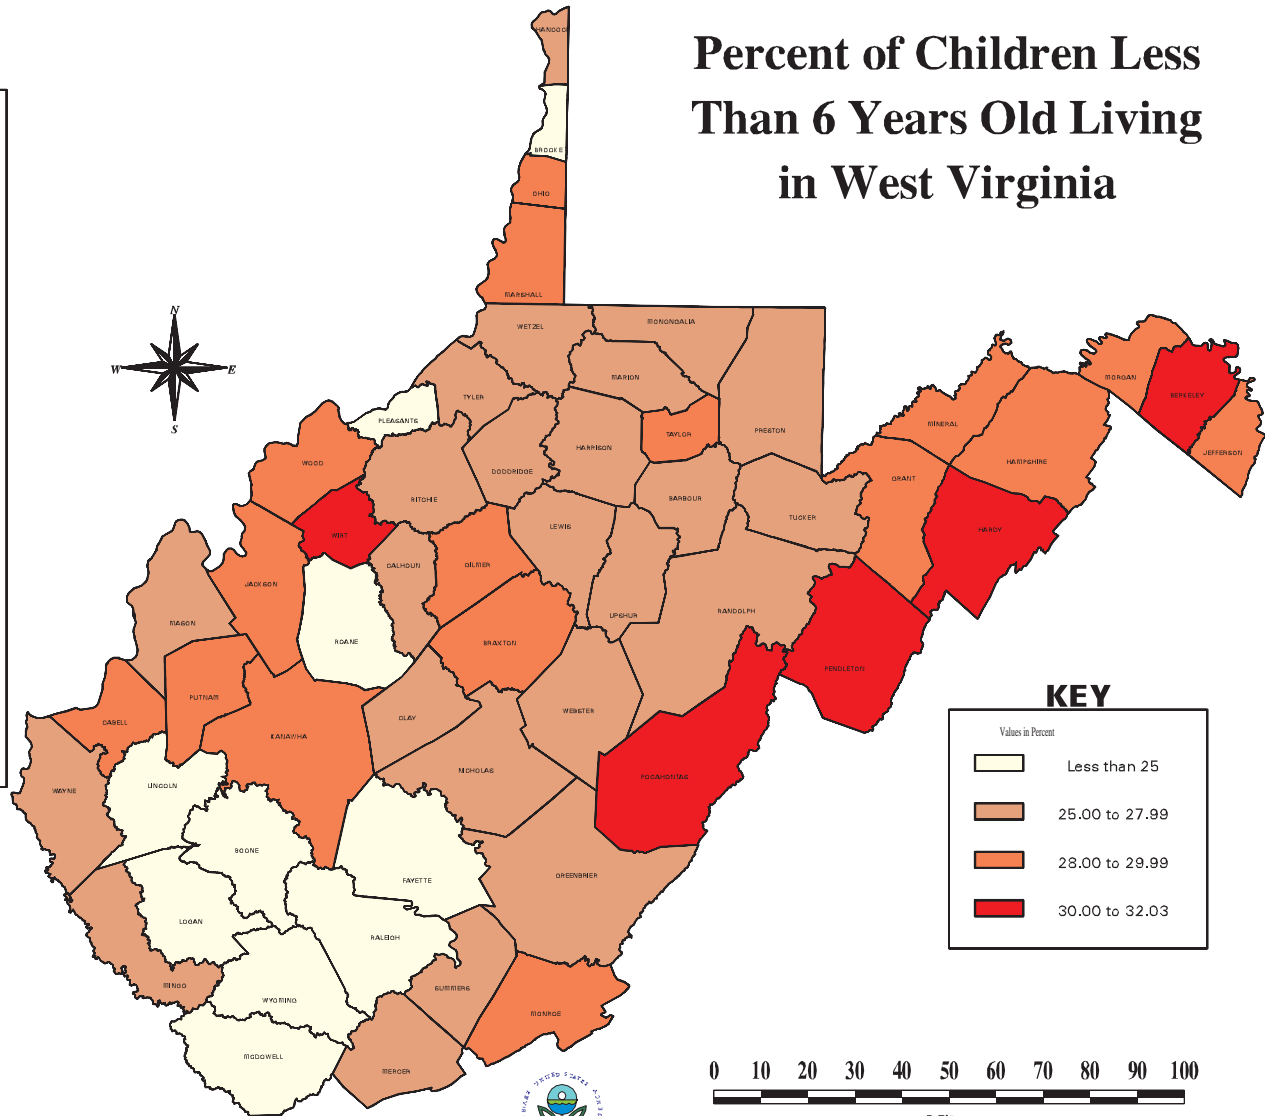 Percent of Children Less
Than 6 Years Old Living
in West Virginia
HANCOCK
BROOKE
OHIO
MARSHALL
WETZEL
MONONGALIA
MARION
PRESTON
TYLER
PLEASANTS
TAYLOR
HARRISON
DODDRIDGE
WOOD
RITCHIE
BARBOUR
TUCKER
LEWIS
WIRT
CALHOUN
GILMER
JACKSON
MASON
ROANE
UPSHUR
RANDOLPH
BRAXTON
MORGAN
BERKELEY
JEFFERSON
MINERAL
HAMPSHIRE
GRANT
HARDY
PENDLETON
PUTNAM
CABELL
KANAWHA
CLAY
WEBSTER
NICHOLAS
POCAHONTAS
WAYNE
LINCOLN
BOONE
FAYETTE
GREENBRIER
LOGAN
RALEIGH
MINGO
WYOMING
SUMMERS
MONROE
MCDOWELL
MERCER
N
W
E
S
KEY
Values in Percent
Less than 25
25.00 to 27.99
28.00 to 29.99
30.00 to 32.03
0 10 20 30 40 50 60 70 80 90 100
UNITED STATES